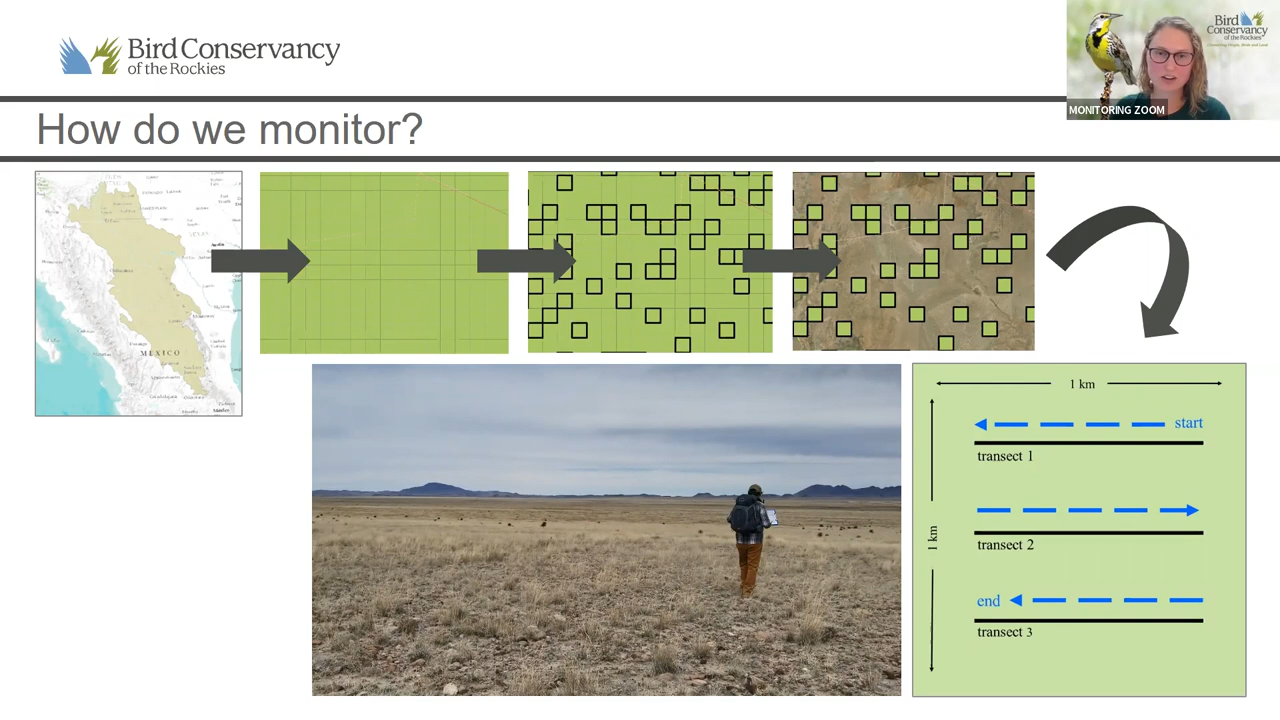 Bird Conservancy
of the Rockies
Bird
Conservancy
of the Rockies
MONITORING ZOOM
How do we monitor?
MEXICO
1 km
1 km
start
transect 1
transect 2
end
transect 3